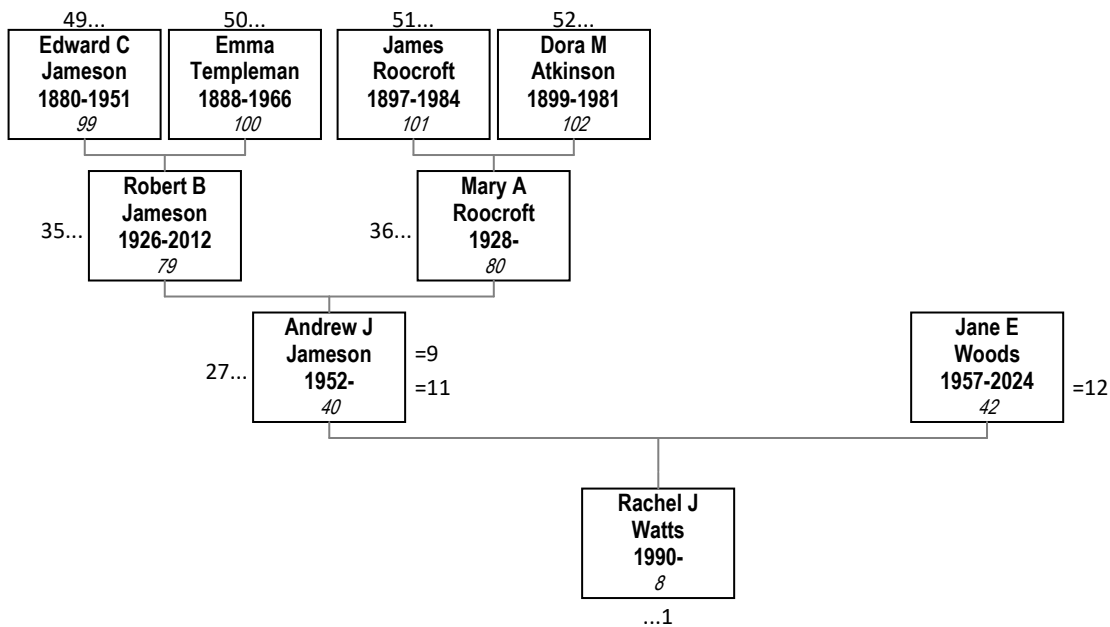 49...
50...
51...
52...
Edward C
Jameson
1880-1951
99
Emma
Templeman
1888-1966
100
James
Roocroft
1897-1984
101
Dora M
Atkinson
1899-1981
102
35...
Robert B
Jameson
1926-2012
79
36...
Mary A
Roocroft
1928-
80
27...
Andrew J
Jameson
1952-
40
=9
=11
Jane E
Woods
1957-2024
42
=12
Rachel J
Watts
1990-
8
...1